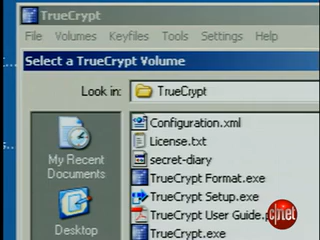 TrueCrypt
File Volumes Keyfiles Tools Settings Help
Select a TrueCrypt Volume
Look in: TrueCrypt
Configuration.xml
License.txt
secret-diary
My Recent
Documents
TrueCrypt Format.exe
TrueCrypt Setup.exe
TrueCrypt User Guide.
Desktop
TrueCrypt.exe
c|net